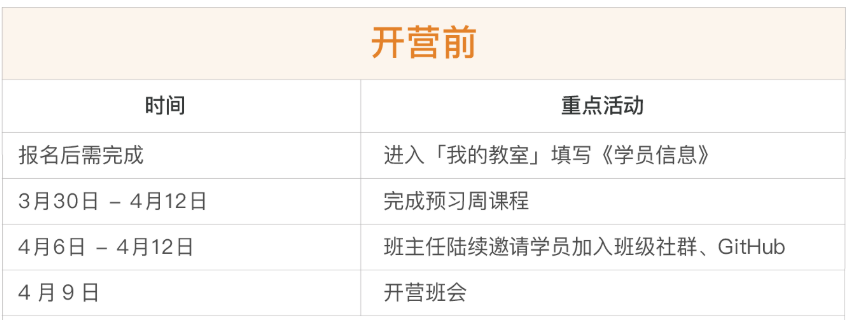 开营前
时间 重点活动
报名后需完成 进入「我的教室」填写《学员信息》
3月30日 – 4月12日 完成预习周课程
4月6日 – 4月12日 班主任陆续邀请学员加入班级社群、GitHub
4 月 9 日 开营班会